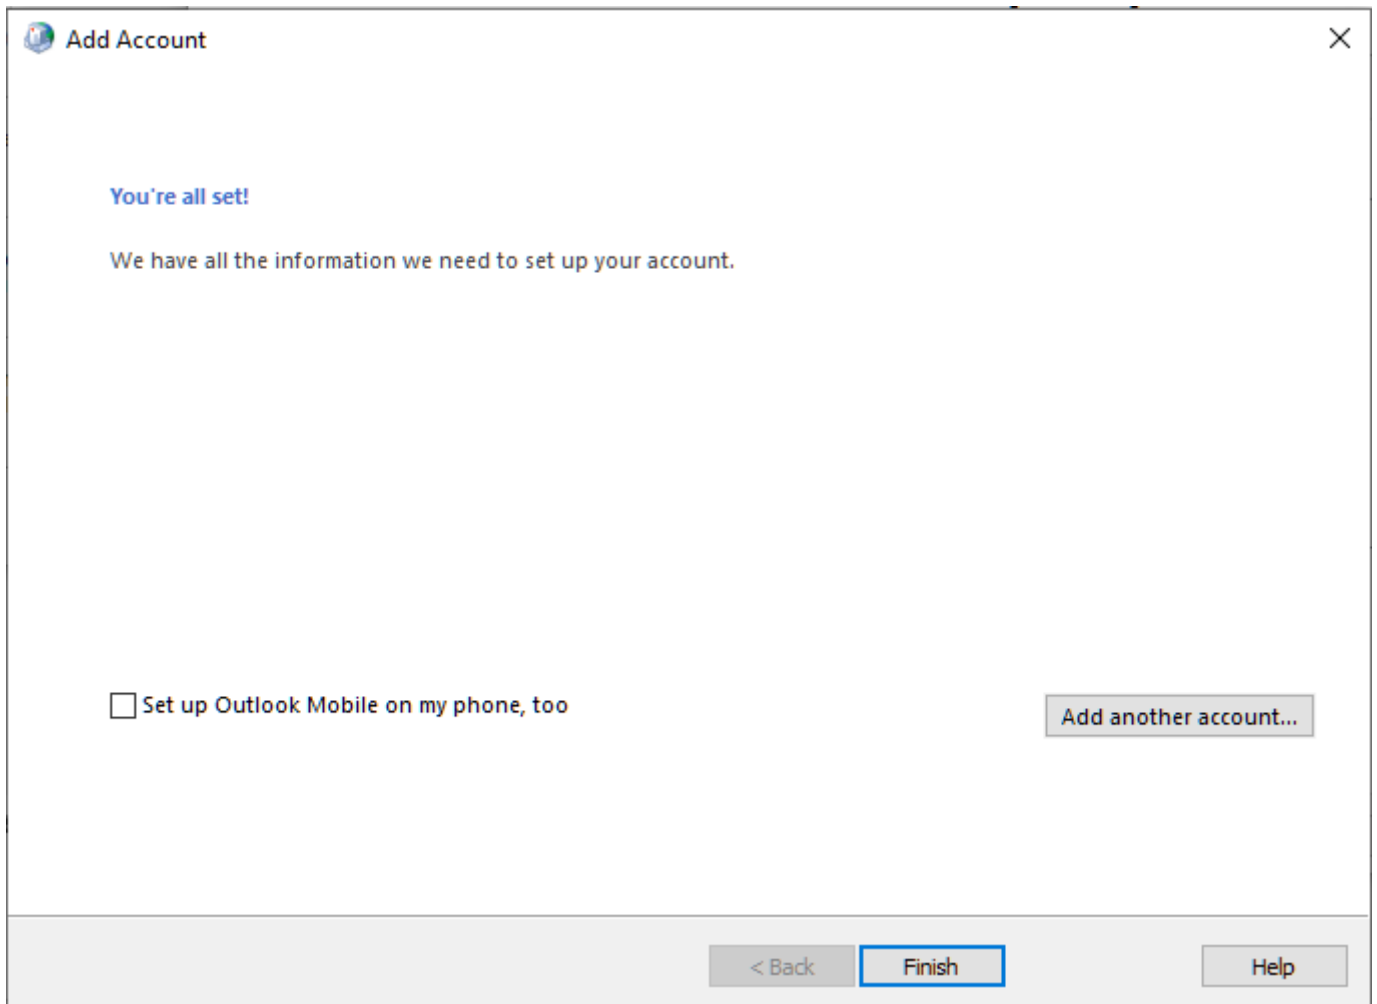 Add Account
You're all set!
We have all the information we need to set up your account.
Set up Outlook Mobile on my phone, too
Add another account...
< Back
Finish
Help